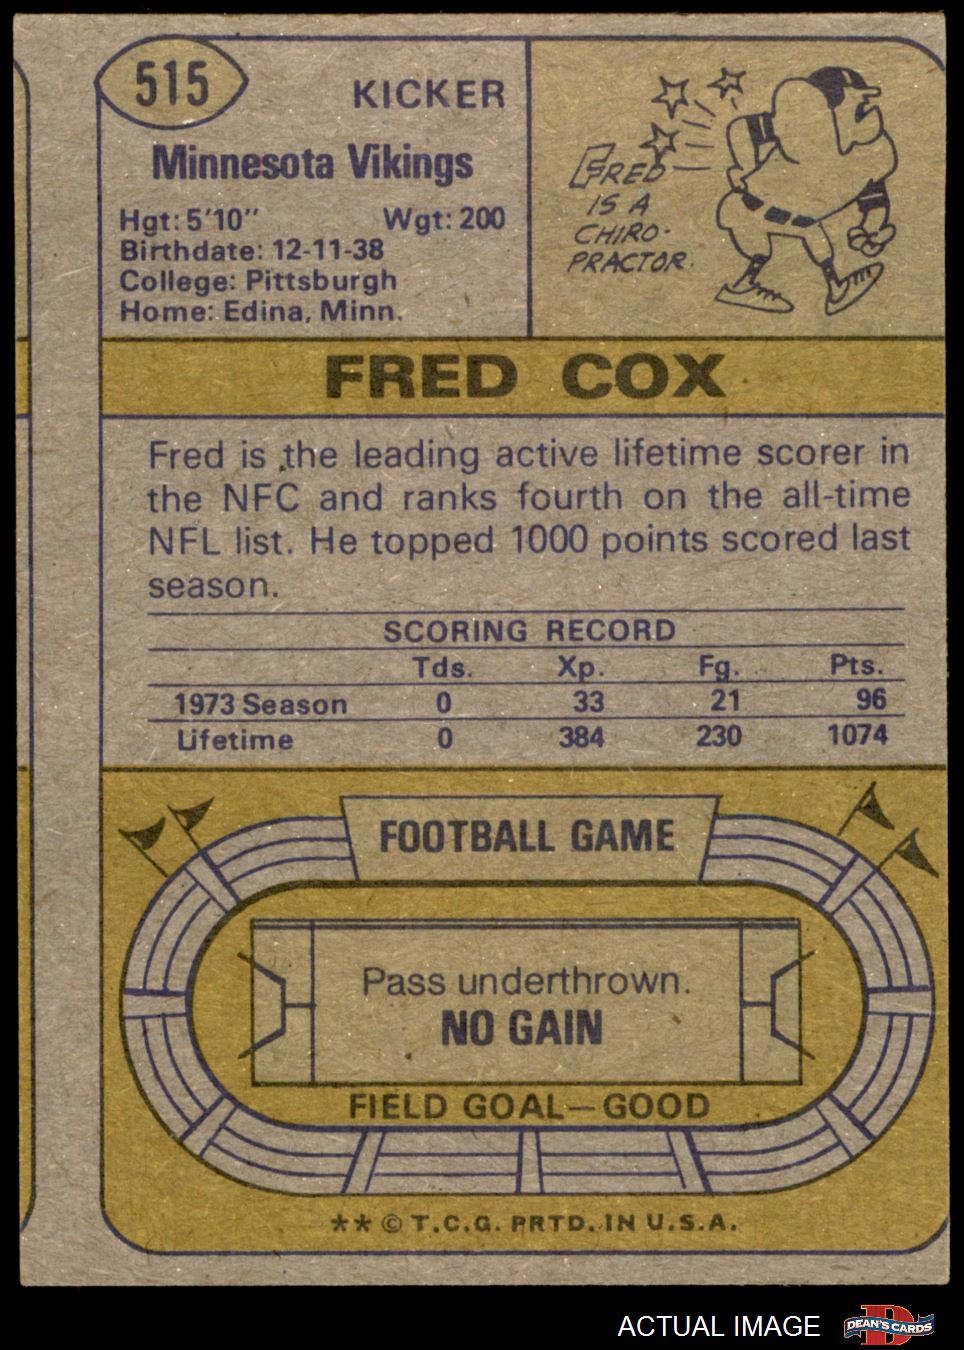 515
KICKER
Minnesota Vikings
Hgt: 5'10" Wgt: 200
Birthdate: 12-11-38
College: Pittsburgh
Home: Edina, Minn.
FRED
IS A
CHIRO-
PRACTOR.
FRED COX
Fred is the leading active lifetime scorer in
the NFC and ranks fourth on the all-time
NFL list. He topped 1000 points scored last
season.
SCORING RECORD
Tds. Xp. Fg. Pts.
1973 Season 0 33 21 96
Lifetime 0 384 230 1074
FOOTBALL GAME
Pass underthrown.
NO GAIN
FIELD GOAL—GOOD
** © T.C.G. PRTD. IN U.S.A.
ACTUAL IMAGE
D
DEAN'S CARDS